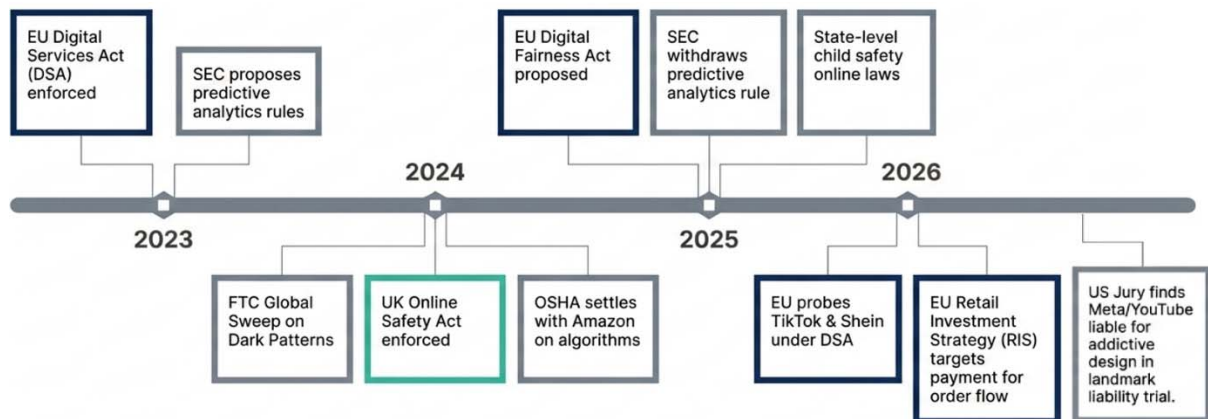 EU Digital
Services Act
(DSA)
enforced
SEC proposes
predictive
analytics rules
EU Digital
Fairness Act
proposed
SEC
withdraws
predictive
analytics rule
State-level
child safety
online laws
2024
2026
2023
2025
FTC Global
Sweep on
Dark Patterns
UK Online
Safety Act
enforced
OSHA settles
with Amazon
on algorithms
EU probes
TikTok & Shein
under DSA
EU Retail
Investment
Strategy (RIS)
targets
payment for
order flow
US Jury finds
Meta/YouTube
liable for
addictive
design in
landmark
liability trial.